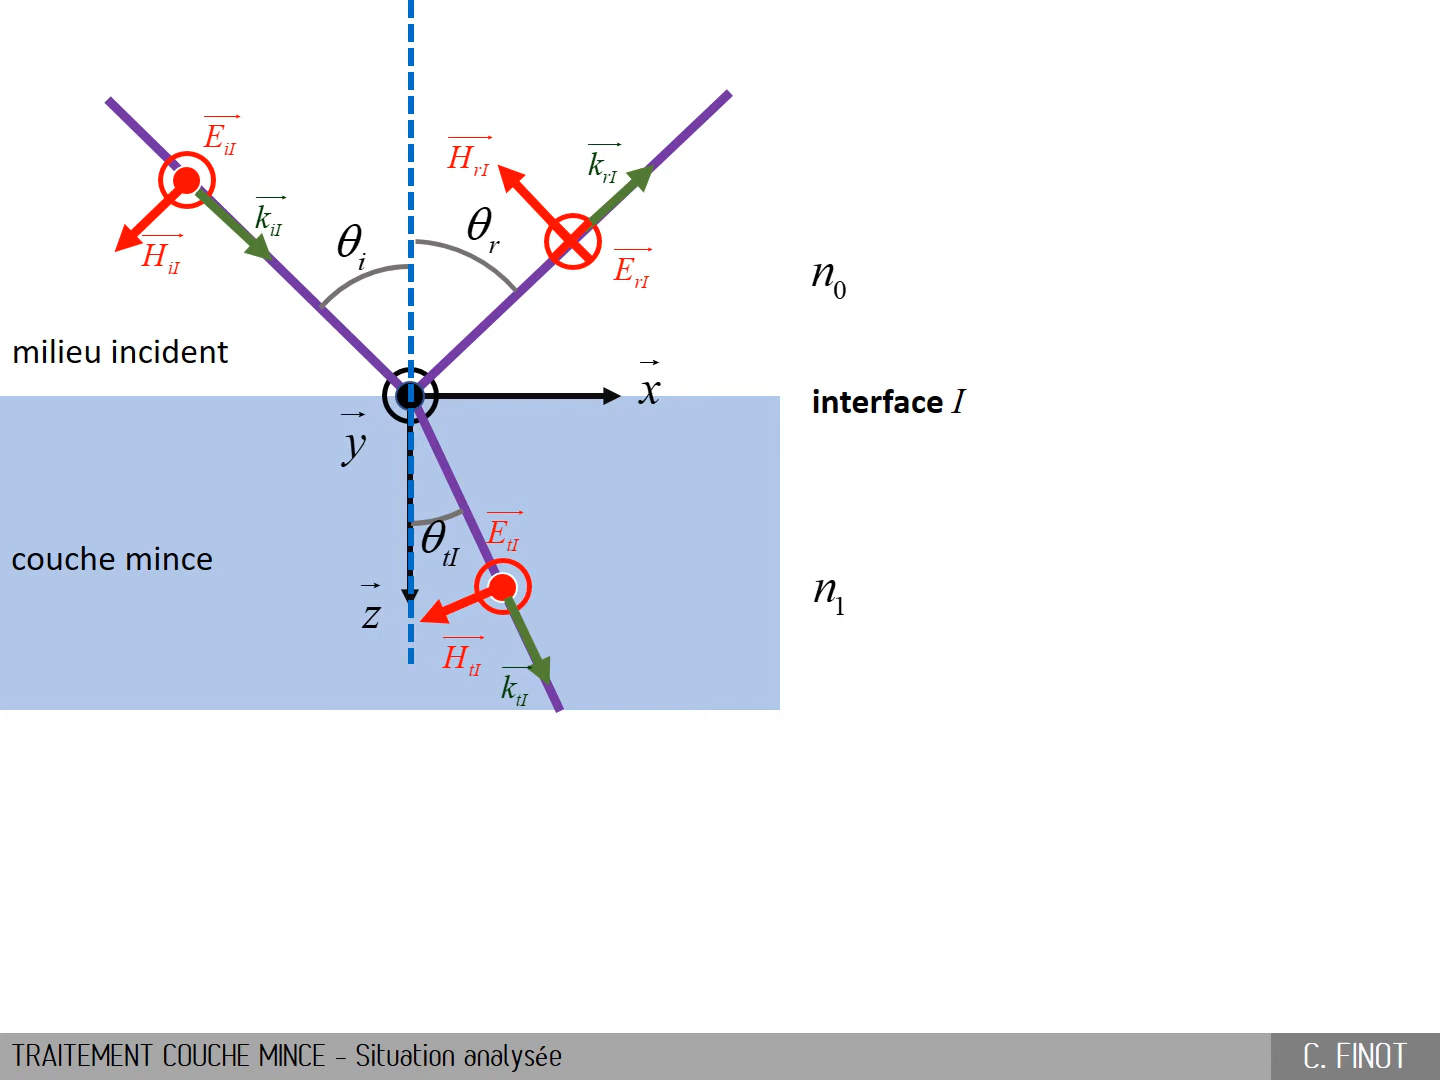 E_iI
H_rI
k_rI
k_iI
θ_r
θ_i
H_iI
E_rI
n_0
milieu incident
x
interface I
y
E_tI
θ_tI
couche mince
n_1
z
H_tI
k_tI
TRAITEMENT COUCHE MINCE – Situation analysée
C. FINOT